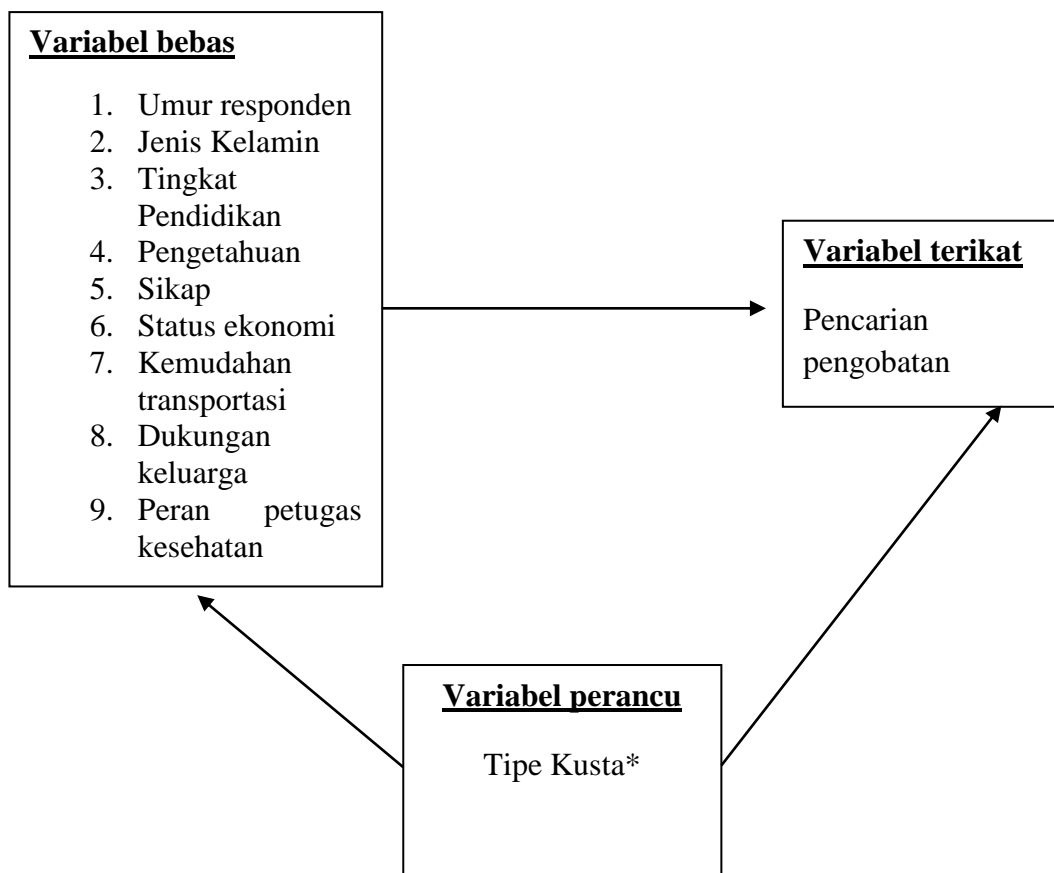 Variabel bebas
1. Umur responden
2. Jenis Kelamin
3. Tingkat
Pendidikan
4. Pengetahuan
5. Sikap
6. Status ekonomi
7. Kemudahan
transportasi
8. Dukungan
keluarga
9. Peran petugas
kesehatan
Variabel terikat
Pencarian
pengobatan
Variabel perancu
Tipe Kusta*